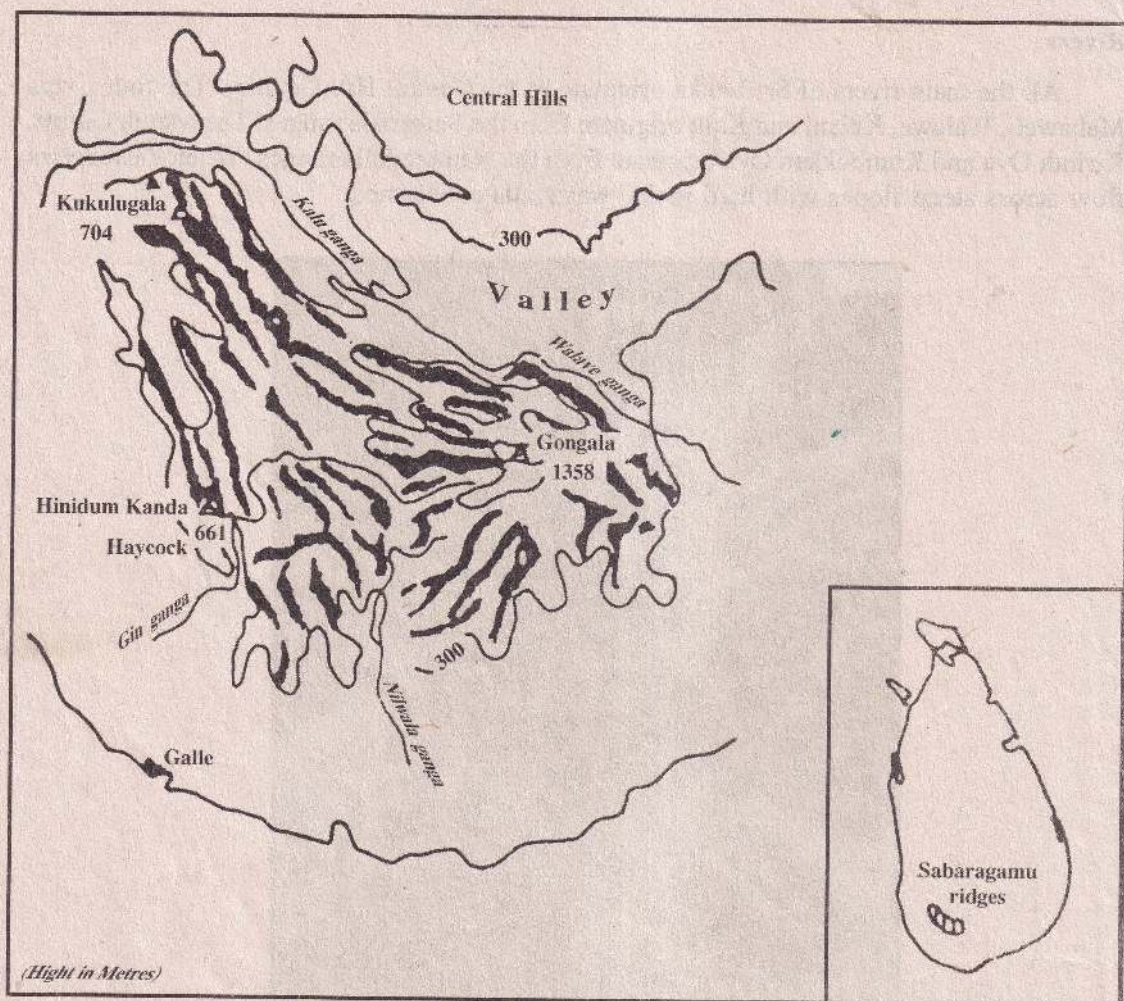 Central Hills
Kukulugala
704
Kalu ganga
300
Valley
Walawe ganga
Gongala
1358
Hinidum Kanda
661
Haycock
Gin ganga
300
Nilwala ganga
Galle
Sabaragamu
ridges
(Hight in Metres)